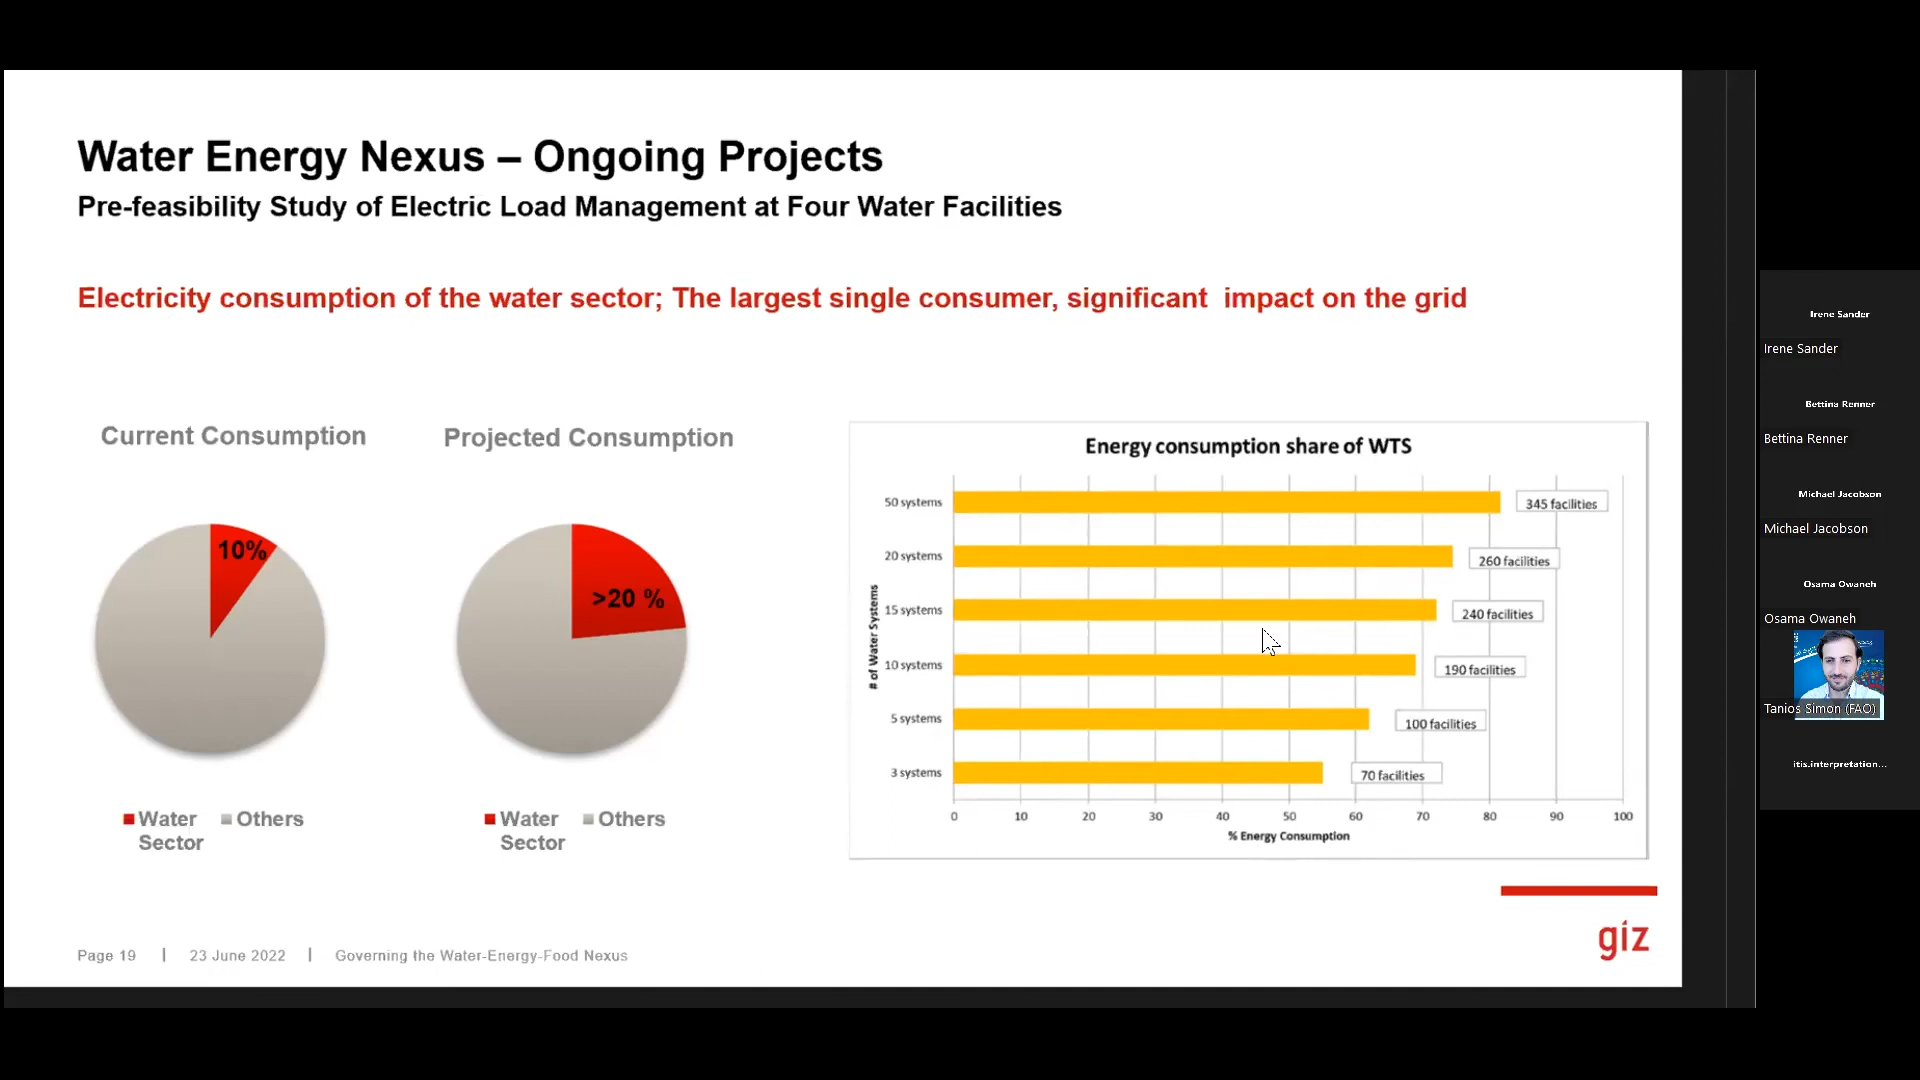 Water Energy Nexus – Ongoing Projects
Pre-feasibility Study of Electric Load Management at Four Water Facilities
Electricity consumption of the water sector; The largest single consumer, significant impact on the grid
Current Consumption
10%
Water Sector
Others
Projected Consumption
>20 %
Water Sector
Others
Energy consumption share of WTS
# of Water Systems
50 systems
345 facilities
20 systems
260 facilities
15 systems
240 facilities
10 systems
190 facilities
5 systems
100 facilities
3 systems
70 facilities
0 10 20 30 40 50 60 70 80 90 100
% Energy Consumption
giz
Page 19 | 23 June 2022 | Governing the Water-Energy-Food Nexus
Irene Sander
Irene Sander
Bettina Renner
Bettina Renner
Michael Jacobson
Michael Jacobson
Osama Owaneh
Osama Owaneh
Tanios Simon (FAO)
itis.interpretation...